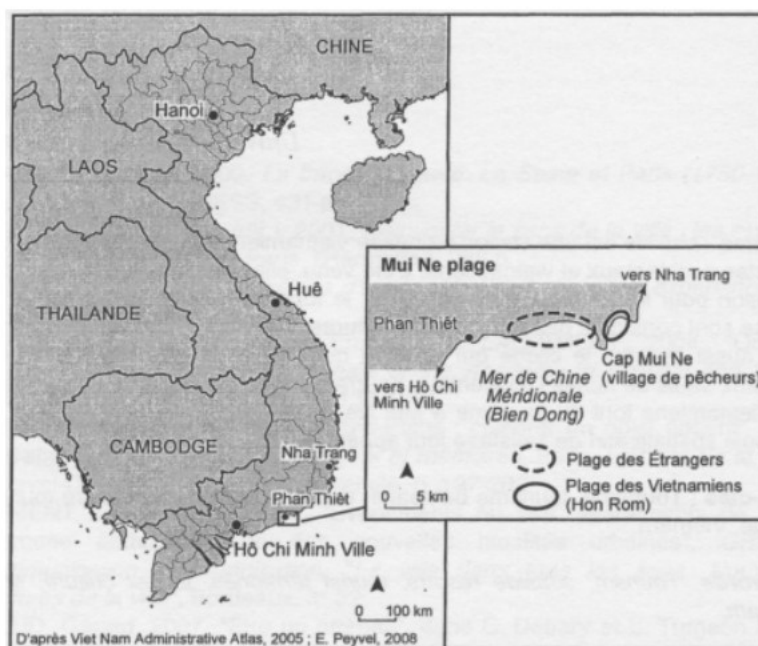 CHINE
Hanoi
LAOS
Huê
THAILANDE
CAMBODGE
Nha Trang
Phan Thiêt
Hô Chi Minh Ville
0 100 km
D'après Viet Nam Administrative Atlas, 2005 ; E. Peyvel, 2008
Mui Ne plage
vers Nha Trang
Phan Thiêt
Cap Mui Ne
(village de pêcheurs)
vers Hô Chi
Minh Ville
Mer de Chine
Méridionale
(Bien Dong)
0 5 km
Plage des Étrangers
Plage des Vietnamiens
(Hon Rom)